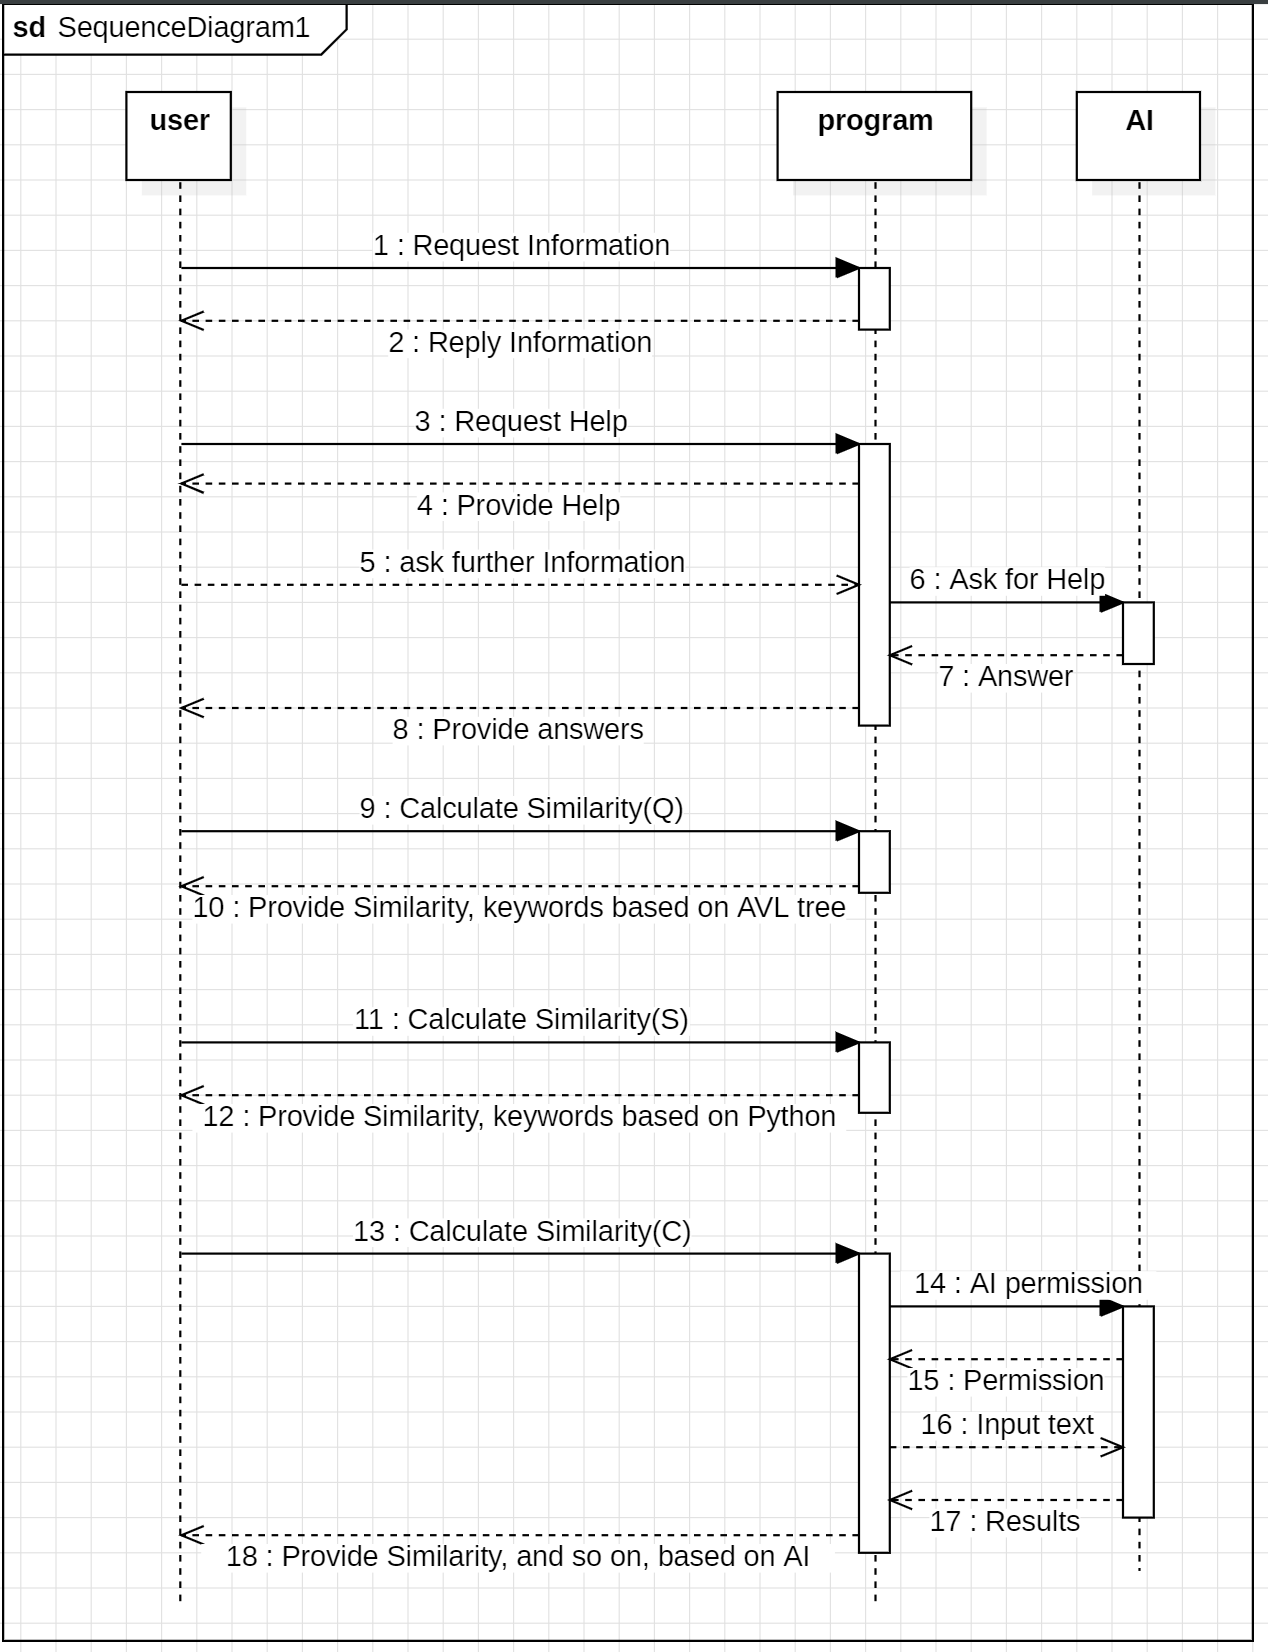 sd SequenceDiagram1
user
program
AI
1 : Request Information
2 : Reply Information
3 : Request Help
4 : Provide Help
5 : ask further Information
6 : Ask for Help
7 : Answer
8 : Provide answers
9 : Calculate Similarity(Q)
10 : Provide Similarity, keywords based on AVL tree
11 : Calculate Similarity(S)
12 : Provide Similarity, keywords based on Python
13 : Calculate Similarity(C)
14 : AI permission
15 : Permission
16 : Input text
17 : Results
18 : Provide Similarity, and so on, based on AI